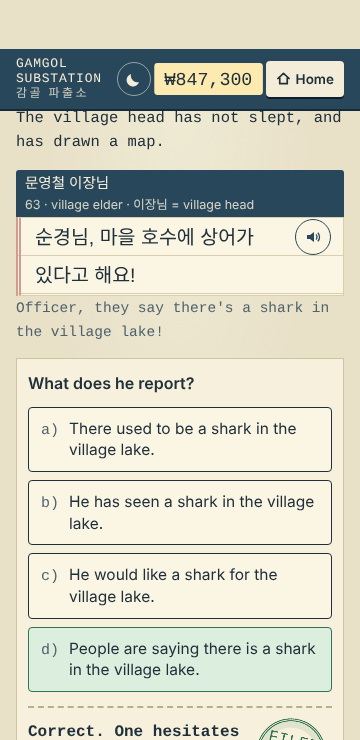 GAMGOL
SUBSTATION
감골 파출소
₩847,300
Home
The village head has not slept, and
has drawn a map.
문영철 이장님
63 · village elder · 이장님 = village head
순경님, 마을 호수에 상어가
있다고 해요!
Officer, they say there's a shark in
the village lake!
What does he report?
a) There used to be a shark in the
village lake.
b) He has seen a shark in the village
lake.
c) He would like a shark for the
village lake.
d) People are saying there is a shark
in the village lake.
Correct. One hesitates